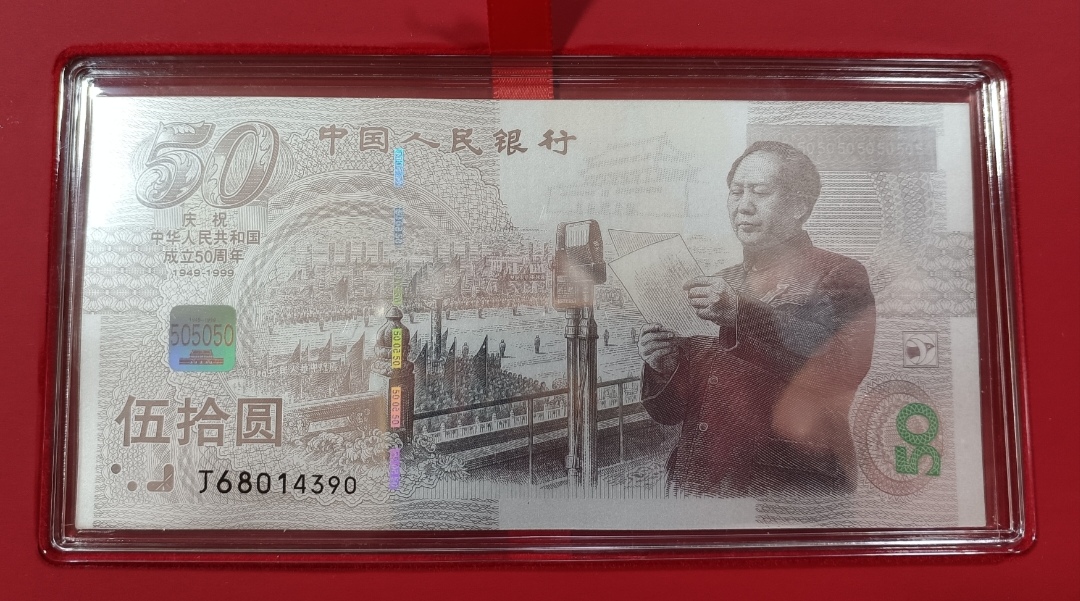 50
中国人民银行
庆祝
中华人民共和国
成立50周年
1949-1999
505050
伍拾圆
J68014390
50